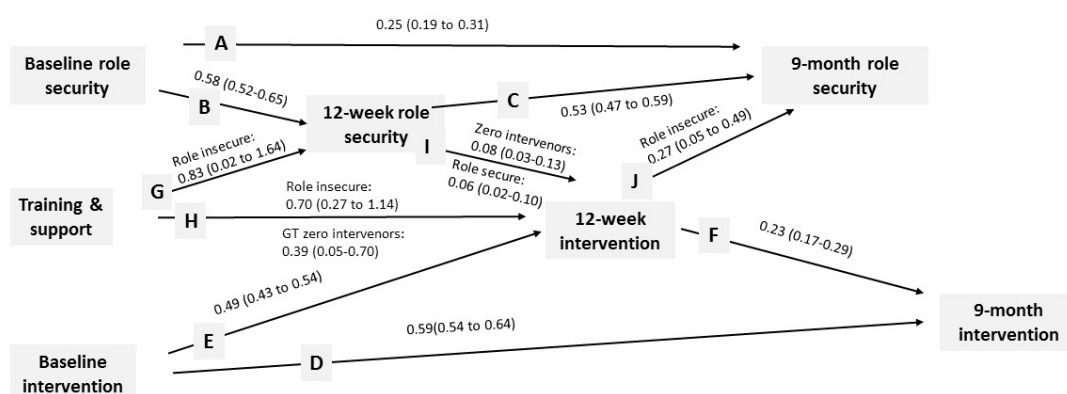 0.25 (0.19 to 0.31)
A
Baseline role
security
9-month role
security
0.58 (0.52-0.65)
B
C
0.53 (0.47 to 0.59)
12-week role
security
I
Zero intervenors:
0.08 (0.03-0.13)
Role secure:
0.06 (0.02-0.10)
Role insecure:
0.27 (0.05 to 0.49)
J
Role insecure:
0.83 (0.02 to 1.64)
G
Training &
support
H
Role insecure:
0.70 (0.27 to 1.14)
GT zero intervenors:
0.39 (0.05-0.70)
12-week
intervention
F
0.23 (0.17-0.29)
0.49 (0.43 to 0.54)
E
9-month
intervention
0.59(0.54 to 0.64)
D
Baseline
intervention